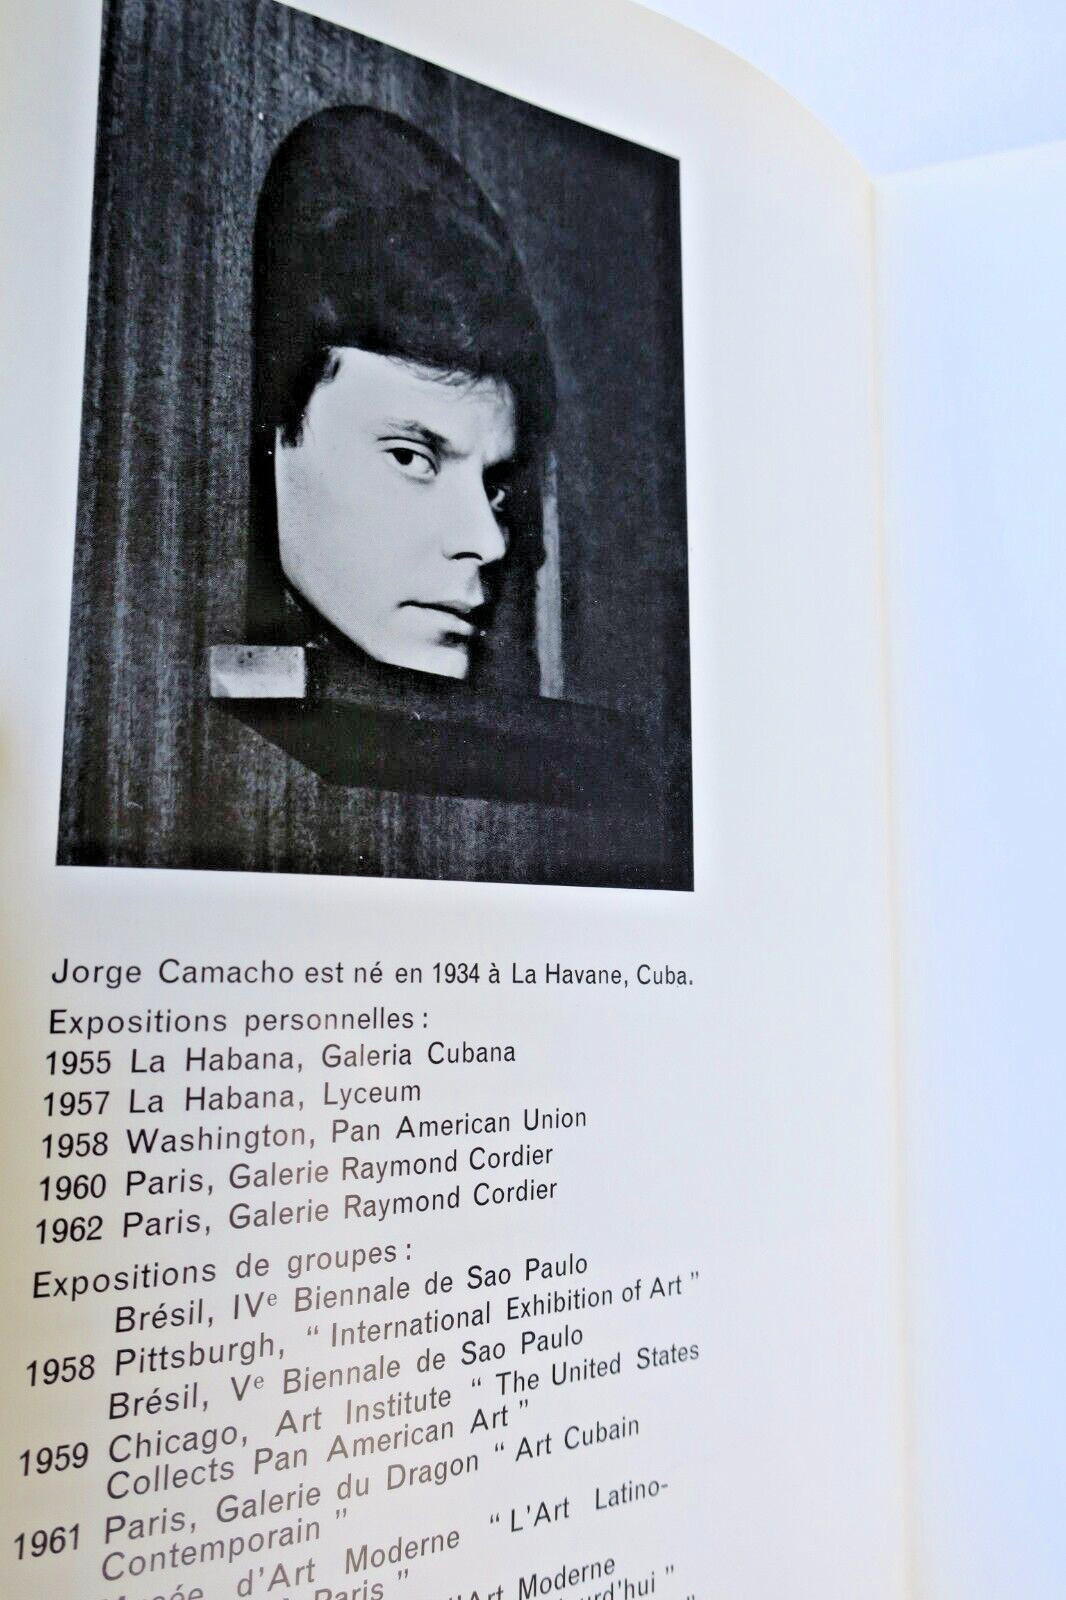 Jorge Camacho est né en 1934 à La Havane, Cuba.
Expositions personnelles :
1955 La Habana, Galeria Cubana
1957 La Habana, Lyceum
1958 Washington, Pan American Union
1960 Paris, Galerie Raymond Cordier
1962 Paris, Galerie Raymond Cordier
Expositions de groupes :
Brésil, IVe Biennale de Sao Paulo
1958 Pittsburgh, “ International Exhibition of Art ”
Brésil, Ve Biennale de Sao Paulo
1959 Chicago, Art Institute “ The United States
Collects Pan American Art ”
1961 Paris, Galerie du Dragon “ Art Cubain
Contemporain ”
Musée d'Art Moderne “ L'Art Latino-
Paris ”
d'Art Moderne